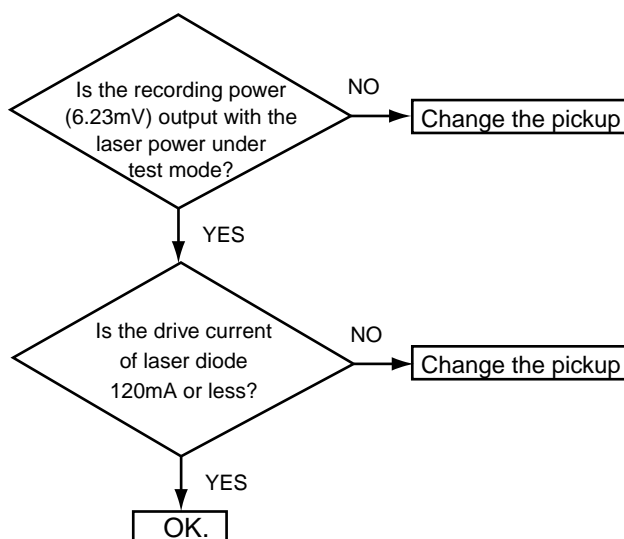 Is the recording power
(6.23mV) output with the
laser power under
test mode?
NO
Change the pickup
YES
Is the drive current
of laser diode
120mA or less?
NO
Change the pickup
YES
OK.